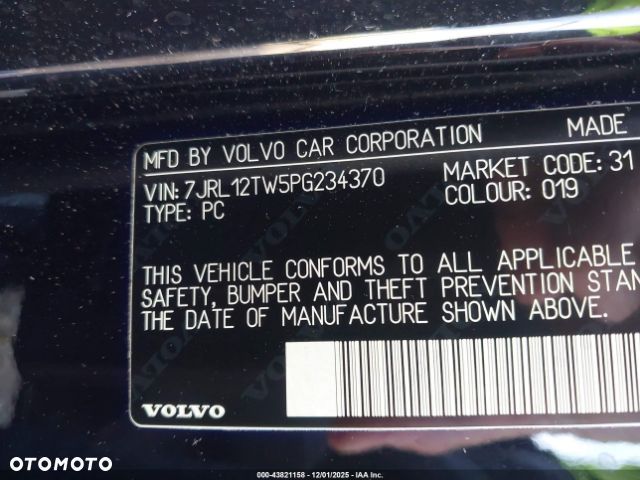 MFD BY VOLVO CAR CORPORATION MADE
VIN: 7JRL12TW5PG234370 MARKET CODE: 31
TYPE: PC COLOUR: 019
THIS VEHICLE CONFORMS TO ALL APPLICABLE
SAFETY, BUMPER AND THEFT PREVENTION STAN
THE DATE OF MANUFACTURE SHOWN ABOVE.
VOLVO
OTOMOTO
000-43821158 - 12/01/2025 - IAA Inc.